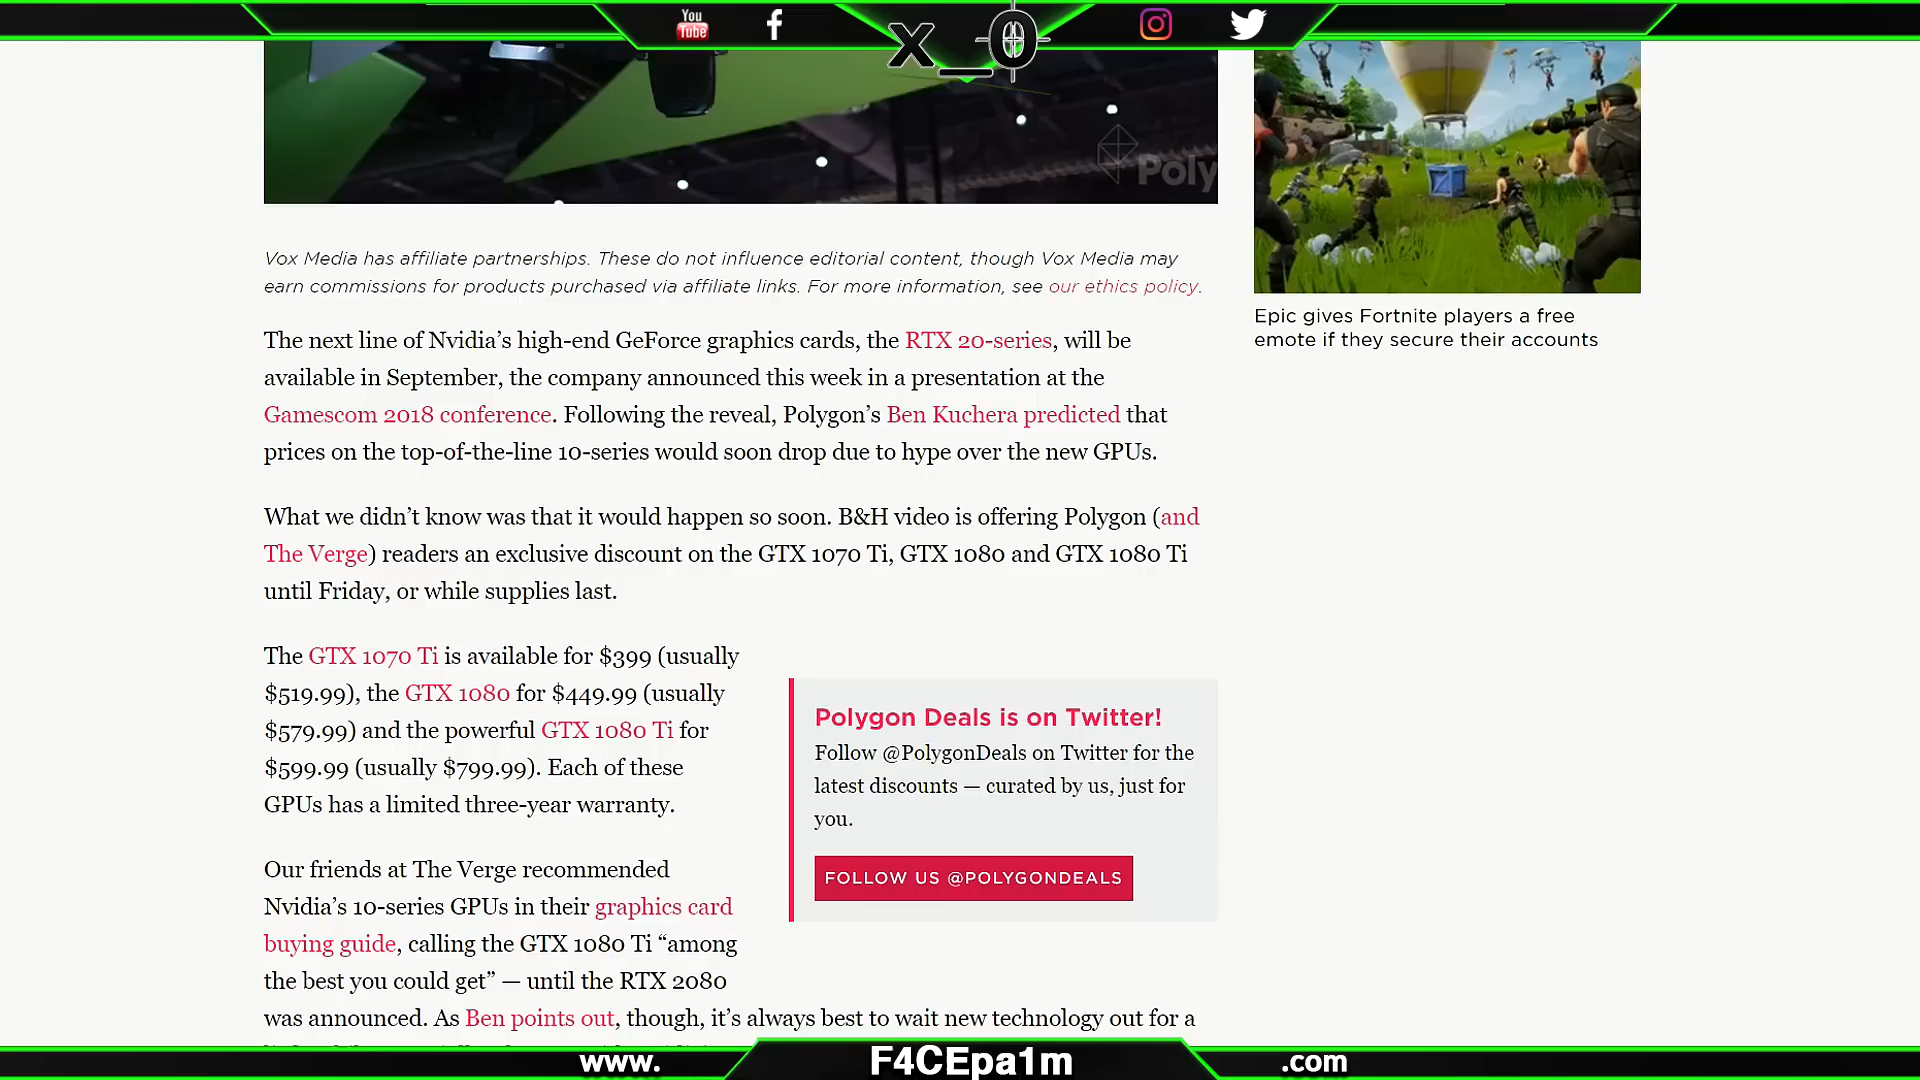 You
Tube
X_0
Poly
Vox Media has affiliate partnerships. These do not influence editorial content, though Vox Media may
earn commissions for products purchased via affiliate links. For more information, see our ethics policy.
The next line of Nvidia’s high-end GeForce graphics cards, the RTX 20-series, will be
available in September, the company announced this week in a presentation at the
Gamescom 2018 conference. Following the reveal, Polygon’s Ben Kuchera predicted that
prices on the top-of-the-line 10-series would soon drop due to hype over the new GPUs.
What we didn’t know was that it would happen so soon. B&H video is offering Polygon (and
The Verge) readers an exclusive discount on the GTX 1070 Ti, GTX 1080 and GTX 1080 Ti
until Friday, or while supplies last.
The GTX 1070 Ti is available for $399 (usually
$519.99), the GTX 1080 for $449.99 (usually
$579.99) and the powerful GTX 1080 Ti for
$599.99 (usually $799.99). Each of these
GPUs has a limited three-year warranty.
Our friends at The Verge recommended
Nvidia’s 10-series GPUs in their graphics card
buying guide, calling the GTX 1080 Ti “among
the best you could get” — until the RTX 2080
was announced. As Ben points out, though, it’s always best to wait new technology out for a
Polygon Deals is on Twitter!
Follow @PolygonDeals on Twitter for the
latest discounts — curated by us, just for
you.
FOLLOW US @POLYGONDEALS
Epic gives Fortnite players a free
emote if they secure their accounts
www. F4CEpa1m .com